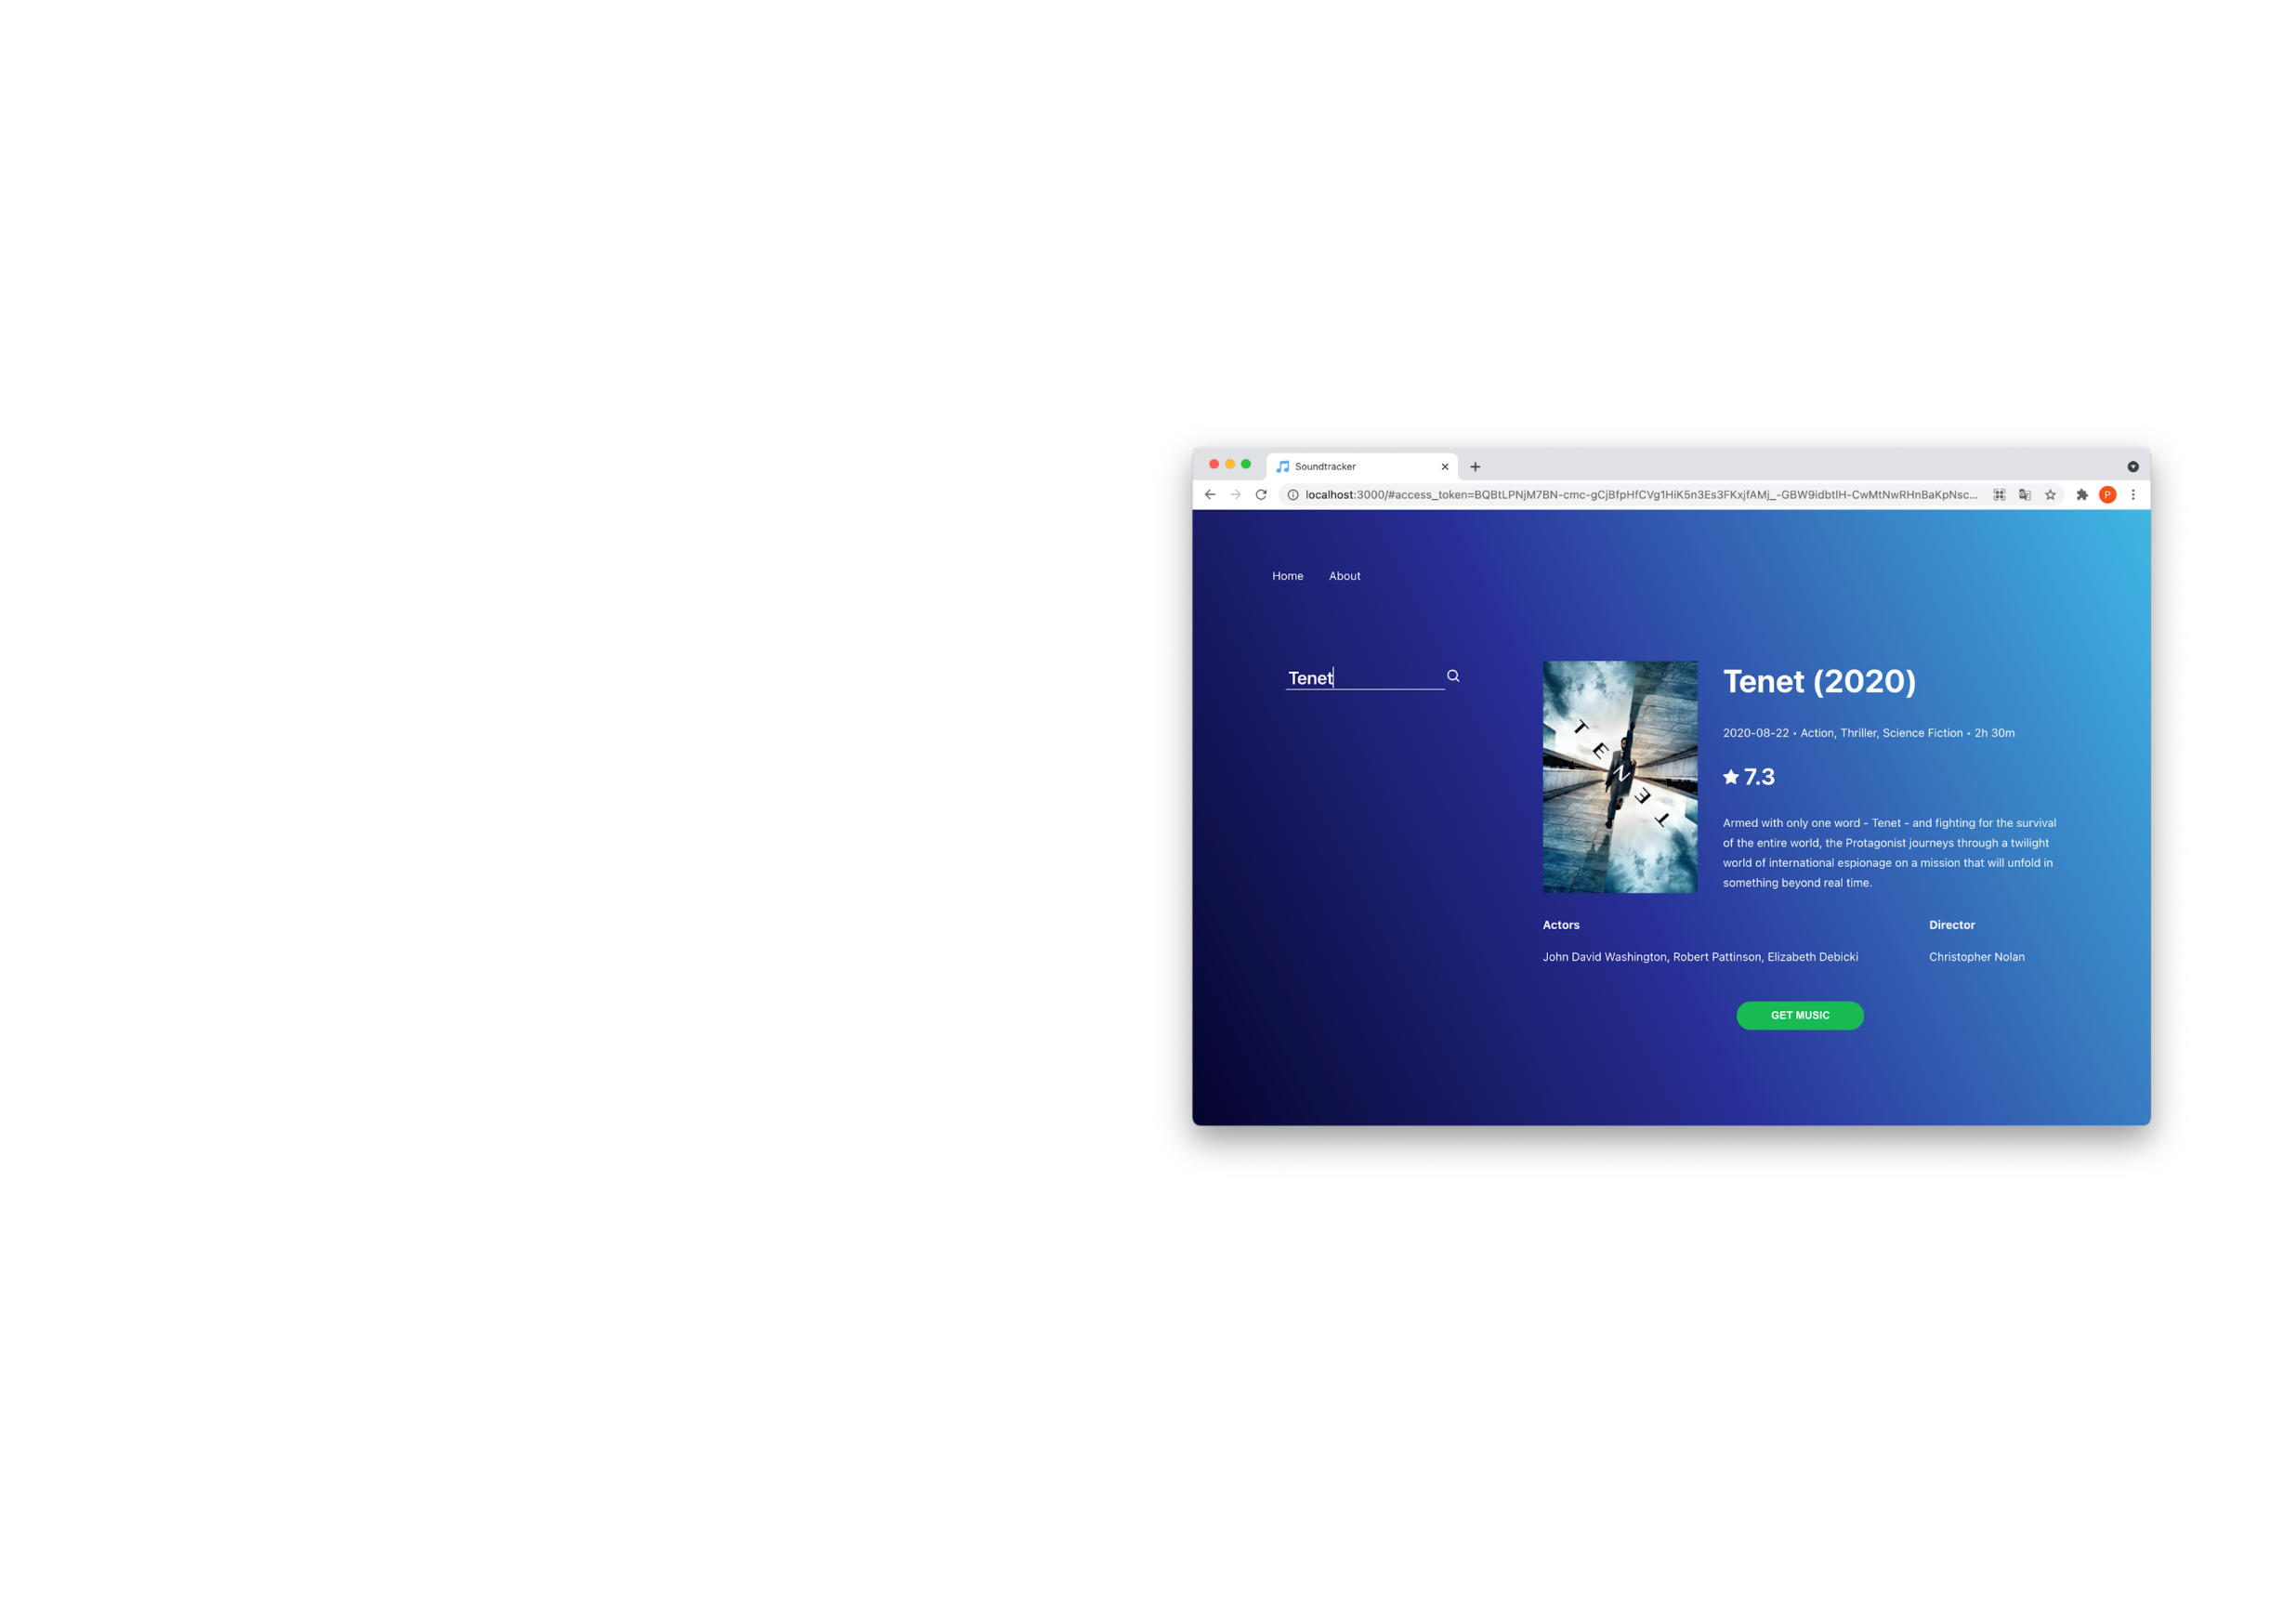 Soundtracker
localhost:3000/#access_token=BQBtLPNjM7BN-cmc-gCjBfpHfCVg1HiK5n3Es3FKxjfAMj_-GBW9idbtlH-CwMtNwRHnBaKpNsc...
P
Home About
Tenet
TENET
Tenet (2020)
2020-08-22 • Action, Thriller, Science Fiction • 2h 30m
7.3
Armed with only one word - Tenet - and fighting for the survival
of the entire world, the Protagonist journeys through a twilight
world of international espionage on a mission that will unfold in
something beyond real time.
Actors
John David Washington, Robert Pattinson, Elizabeth Debicki
Director
Christopher Nolan
GET MUSIC